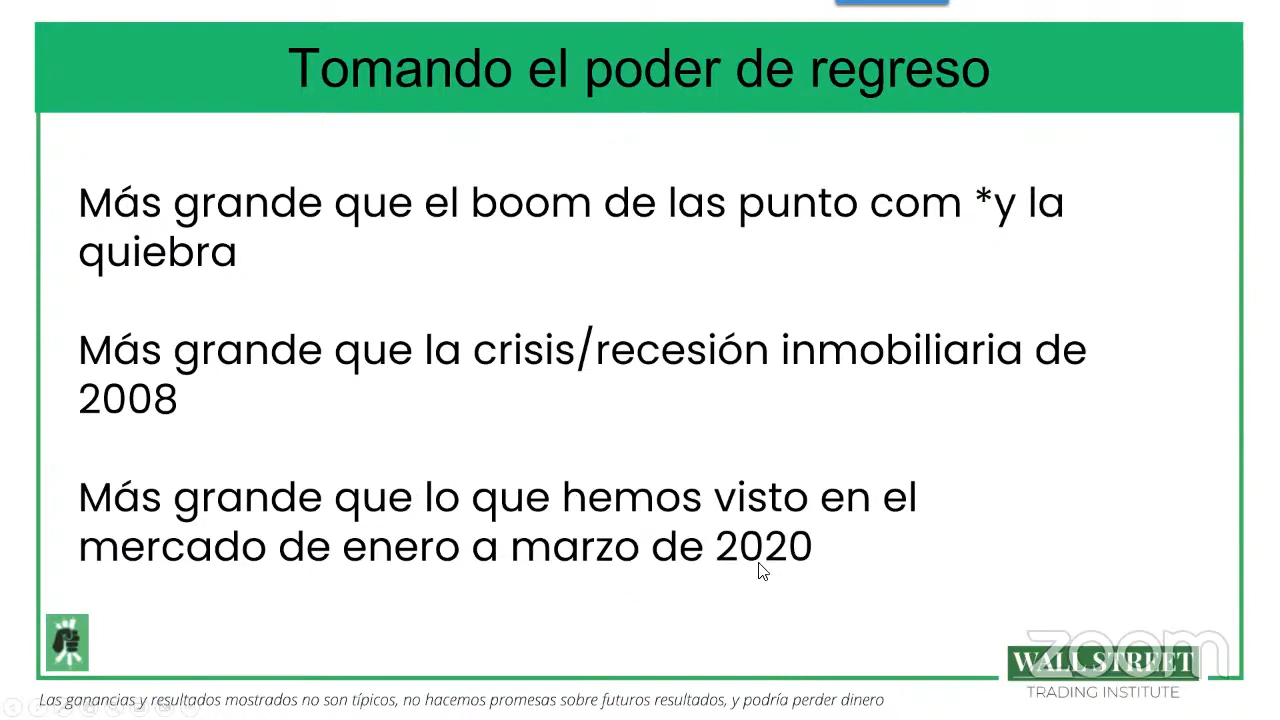 Tomando el poder de regreso
Más grande que el boom de las punto com *y la
quiebra
Más grande que la crisis/recesión inmobiliaria de
2008
Más grande que lo que hemos visto en el
mercado de enero a marzo de 2020
zoom
WALL STREET
TRADING INSTITUTE
Las ganancias y resultados mostrados no son típicos, no hacemos promesas sobre futuros resultados, y podría perder dinero